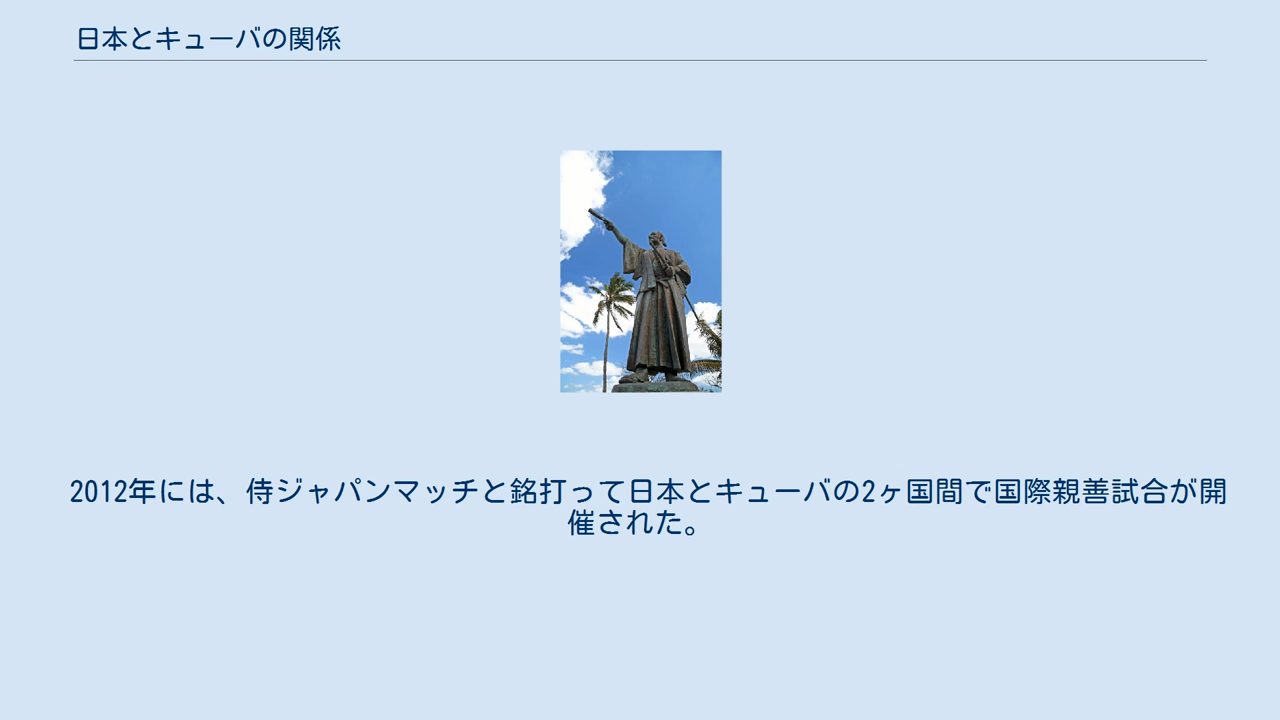 日本とキューバの関係
2012年には、侍ジャパンマッチと銘打って日本とキューバの2ヶ国間で国際親善試合が開
催された。